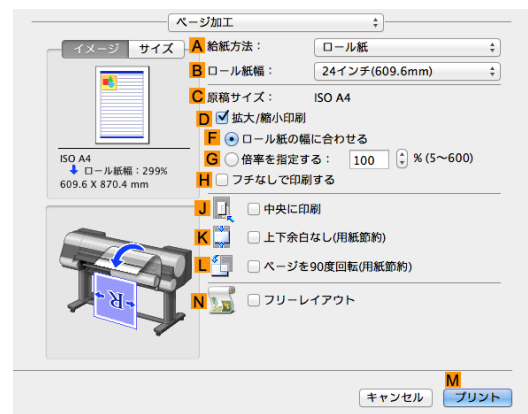 ページ加工
イメージ サイズ
A 給紙方法： ロール紙
B ロール紙幅： 24インチ(609.6mm)
C 原稿サイズ： ISO A4
D 拡大/縮小印刷
F ロール紙の幅に合わせる
G 倍率を指定する： 100 % (5～600)
H フチなしで印刷する
ISO A4
ロール紙幅：299%
609.6 X 870.4 mm
J 中央に印刷
K 上下余白なし(用紙節約)
L ページを90度回転(用紙節約)
R
N フリーレイアウト
M
キャンセル プリント